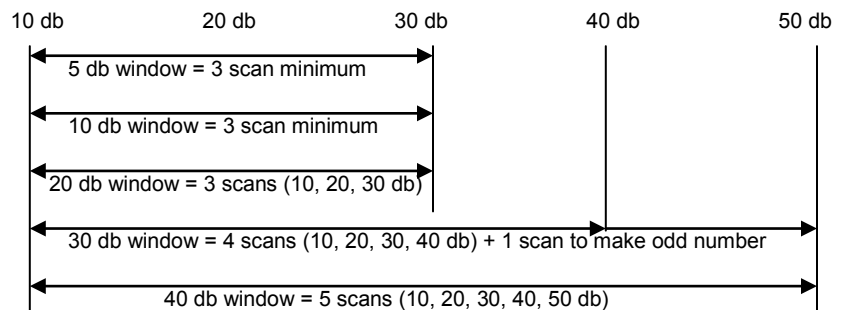 10 db 20 db 30 db 40 db 50 db
5 db window = 3 scan minimum
10 db window = 3 scan minimum
20 db window = 3 scans (10, 20, 30 db)
30 db window = 4 scans (10, 20, 30, 40 db) + 1 scan to make odd number
40 db window = 5 scans (10, 20, 30, 40, 50 db)